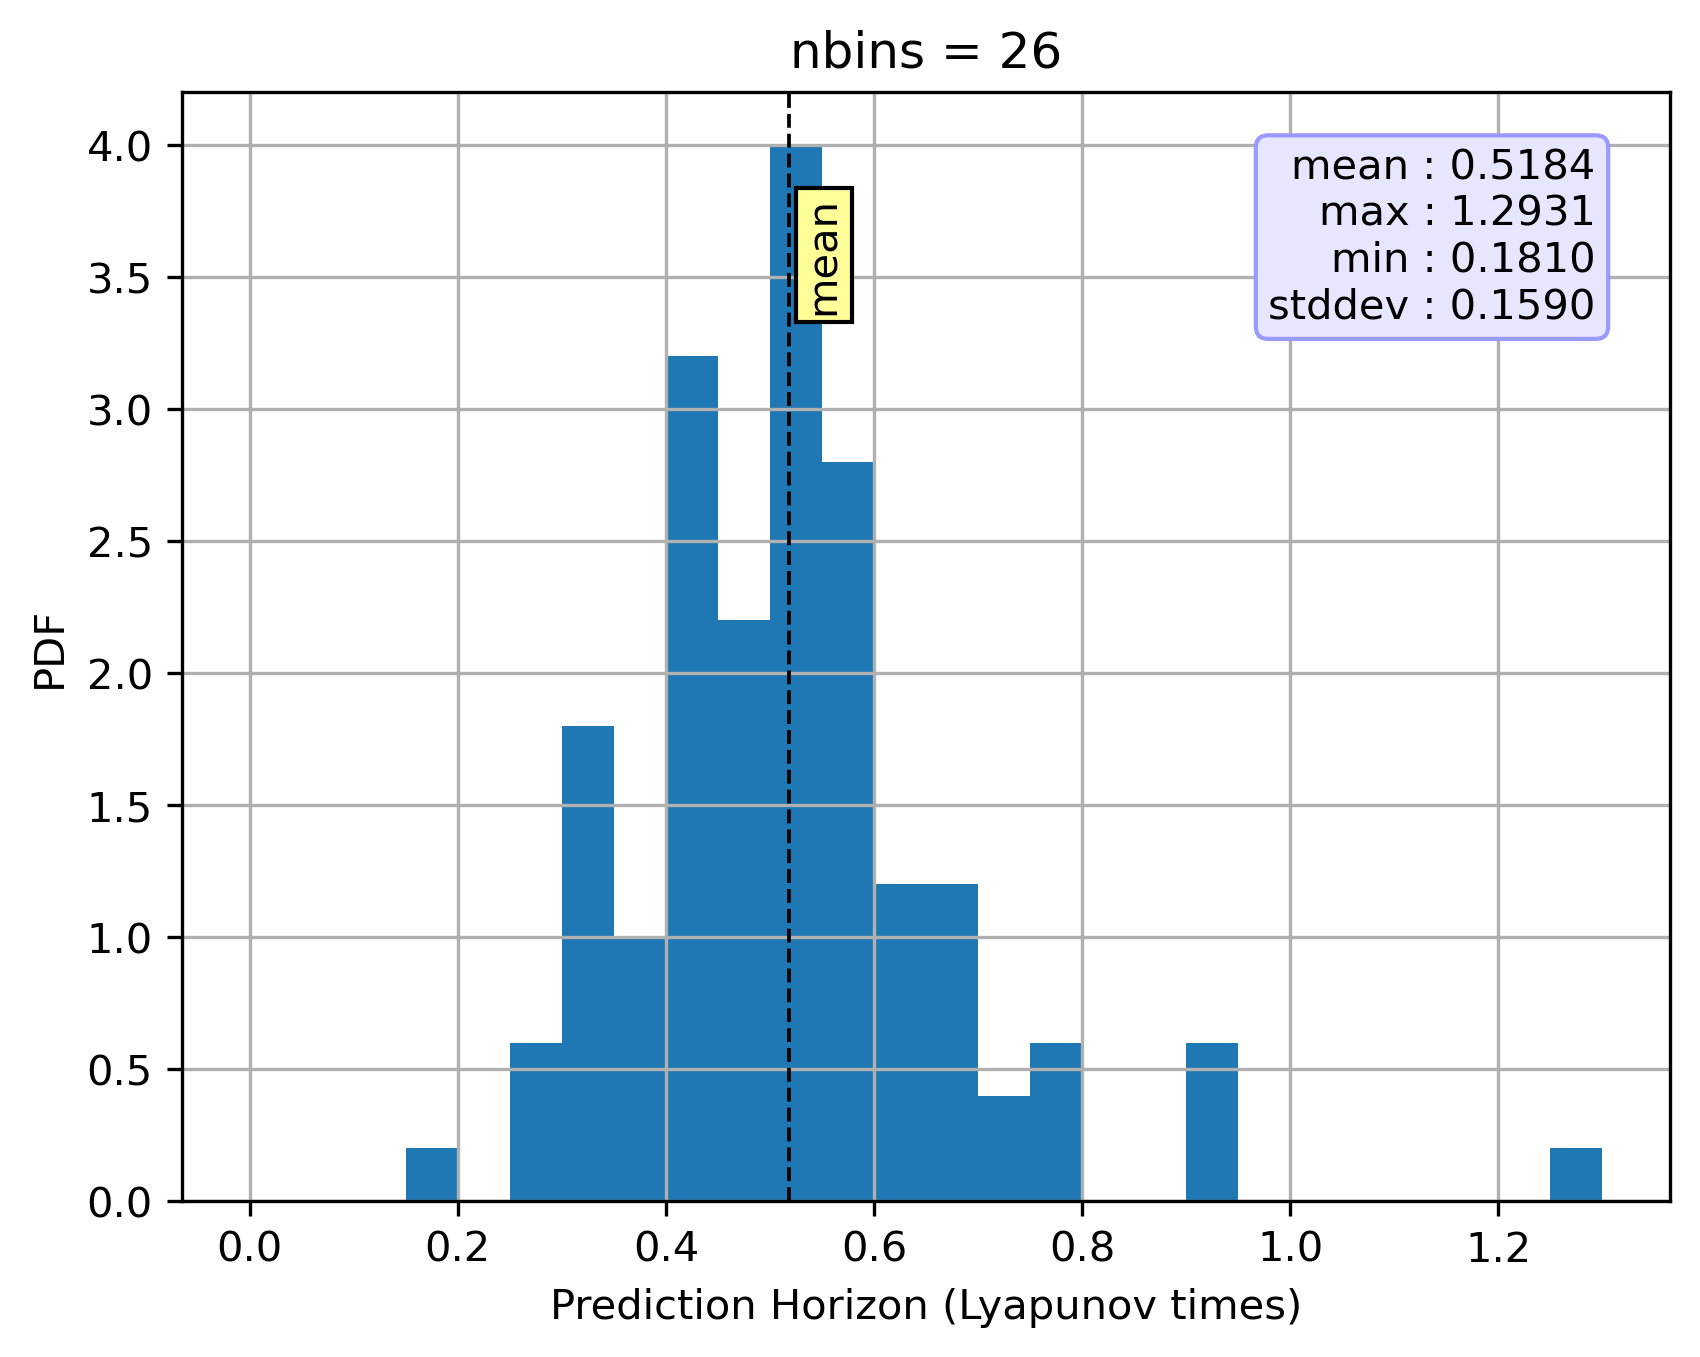 nbins = 26
4.0
3.5
3.0
2.5
2.0
1.5
1.0
0.5
0.0
PDF
mean
mean : 0.5184
max : 1.2931
min : 0.1810
stddev : 0.1590
0.0 0.2 0.4 0.6 0.8 1.0 1.2
Prediction Horizon (Lyapunov times)